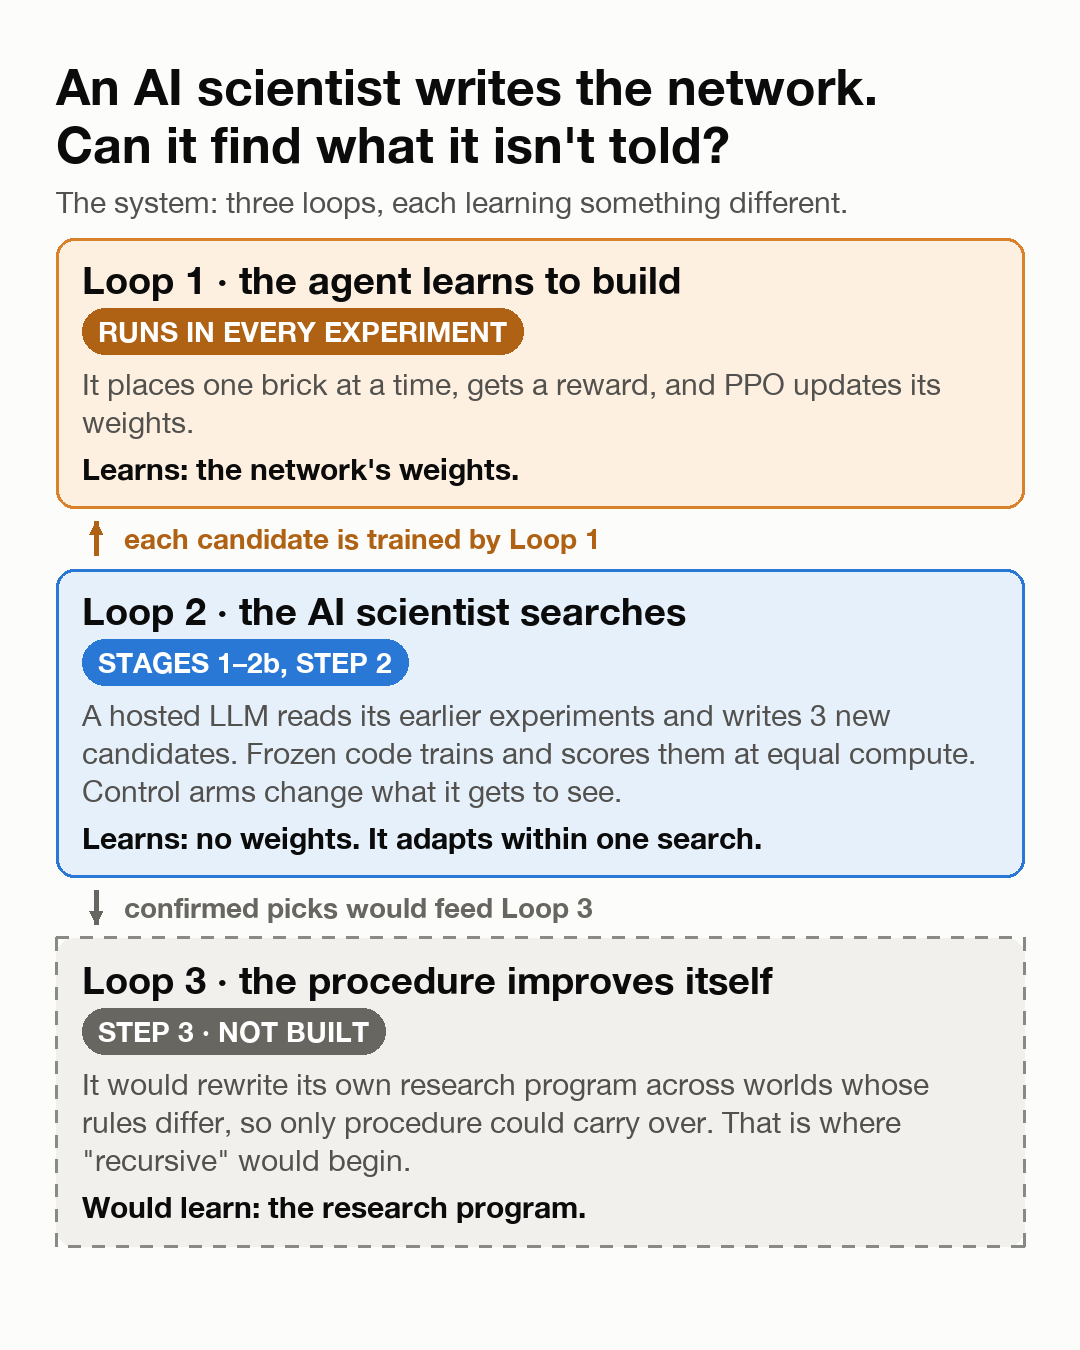 An AI scientist writes the network.
Can it find what it isn't told?
The system: three loops, each learning something different.
Loop 1 · the agent learns to build
RUNS IN EVERY EXPERIMENT
It places one brick at a time, gets a reward, and PPO updates its
weights.
Learns: the network's weights.
each candidate is trained by Loop 1
Loop 2 · the AI scientist searches
STAGES 1–2b, STEP 2
A hosted LLM reads its earlier experiments and writes 3 new
candidates. Frozen code trains and scores them at equal compute.
Control arms change what it gets to see.
Learns: no weights. It adapts within one search.
confirmed picks would feed Loop 3
Loop 3 · the procedure improves itself
STEP 3 · NOT BUILT
It would rewrite its own research program across worlds whose
rules differ, so only procedure could carry over. That is where
"recursive" would begin.
Would learn: the research program.